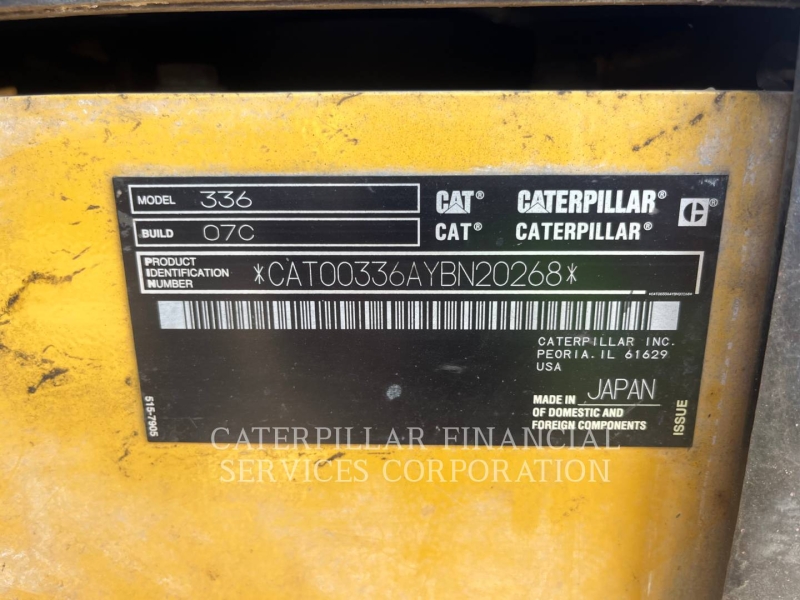 MODEL 336 CAT® CATERPILLAR® C®
BUILD 07C CAT® CATERPILLAR®
PRODUCT
IDENTIFICATION
NUMBER
*CAT00336AYBN20268*
*CAT00336AYBN20268*
CATERPILLAR INC.
PEORIA. IL 61629
USA
MADE IN JAPAN
OF DOMESTIC AND
FOREIGN COMPONENTS
515-7905
ISSUE
CATERPILLAR FINANCIAL
SERVICES CORPORATION